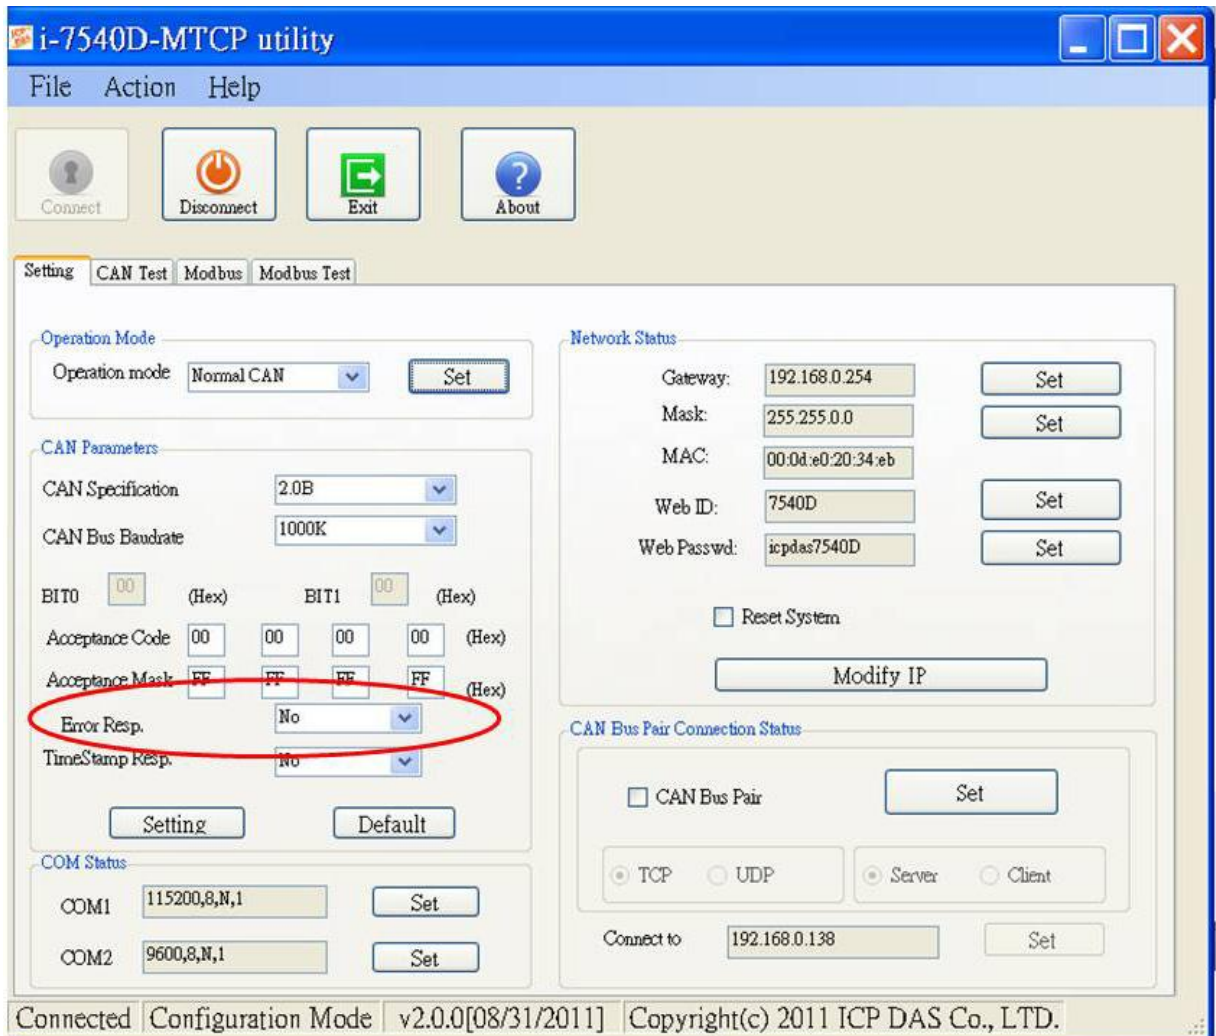 i-7540D-MTCP utility
File Action Help
Connect Disconnect Exit About
Setting CAN Test Modbus Modbus Test
Operation Mode
Operation mode Normal CAN Set
CAN Parameters
CAN Specification 2.0B
CAN Bus Baudrate 1000K
BIT0 00 (Hex) BIT1 00 (Hex)
Acceptance Code 00 00 00 00 (Hex)
Acceptance Mask FF FF FF FF (Hex)
Error Resp. No
TimeStamp Resp. No
Setting Default
COM Status
COM1 115200,8,N,1 Set
COM2 9600,8,N,1 Set
Network Status
Gateway: 192.168.0.254 Set
Mask: 255.255.0.0 Set
MAC: 00:0d:e0:20:34:eb
Web ID: 7540D Set
Web Passwd: icpdas7540D Set
Reset System
Modify IP
CAN Bus Pair Connection Status
CAN Bus Pair Set
TCP UDP Server Client
Connect to 192.168.0.138 Set
Connected Configuration Mode v2.0.0[08/31/2011] Copyright(c) 2011 ICP DAS Co., LTD.